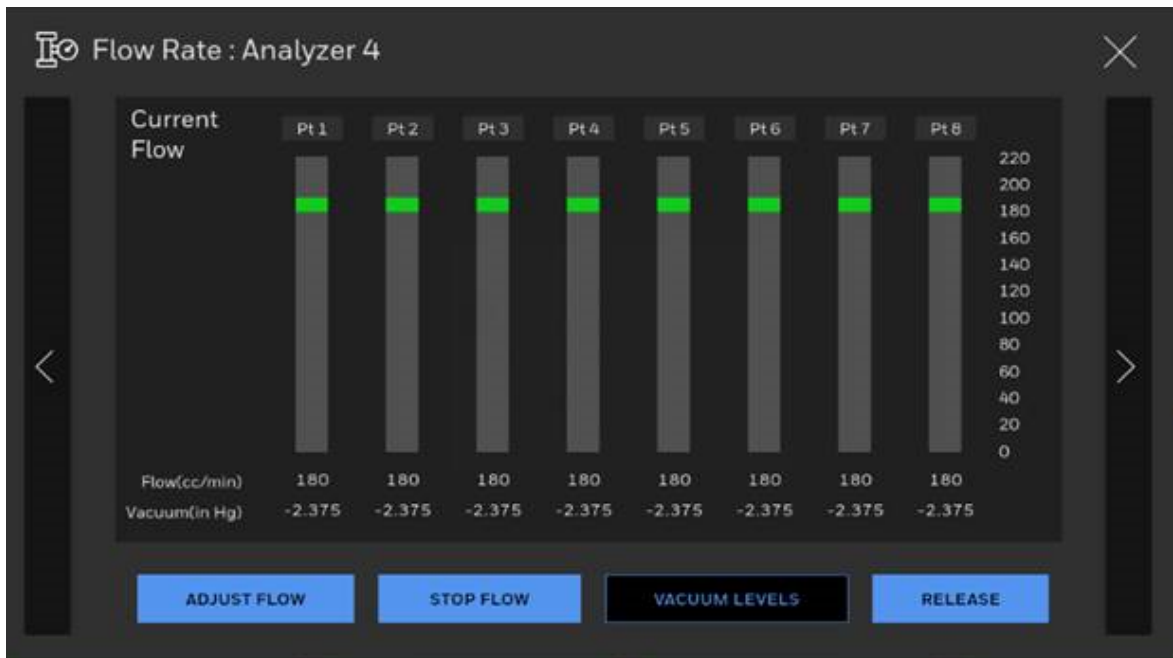 Flow Rate : Analyzer 4
Current
Flow
Pt 1 Pt 2 Pt 3 Pt 4 Pt 5 Pt 6 Pt 7 Pt 8
220
200
180
160
140
120
100
80
60
40
20
0
Flow(cc/min) 180 180 180 180 180 180 180 180
Vacuum(in Hg) -2.375 -2.375 -2.375 -2.375 -2.375 -2.375 -2.375 -2.375
ADJUST FLOW STOP FLOW VACUUM LEVELS RELEASE